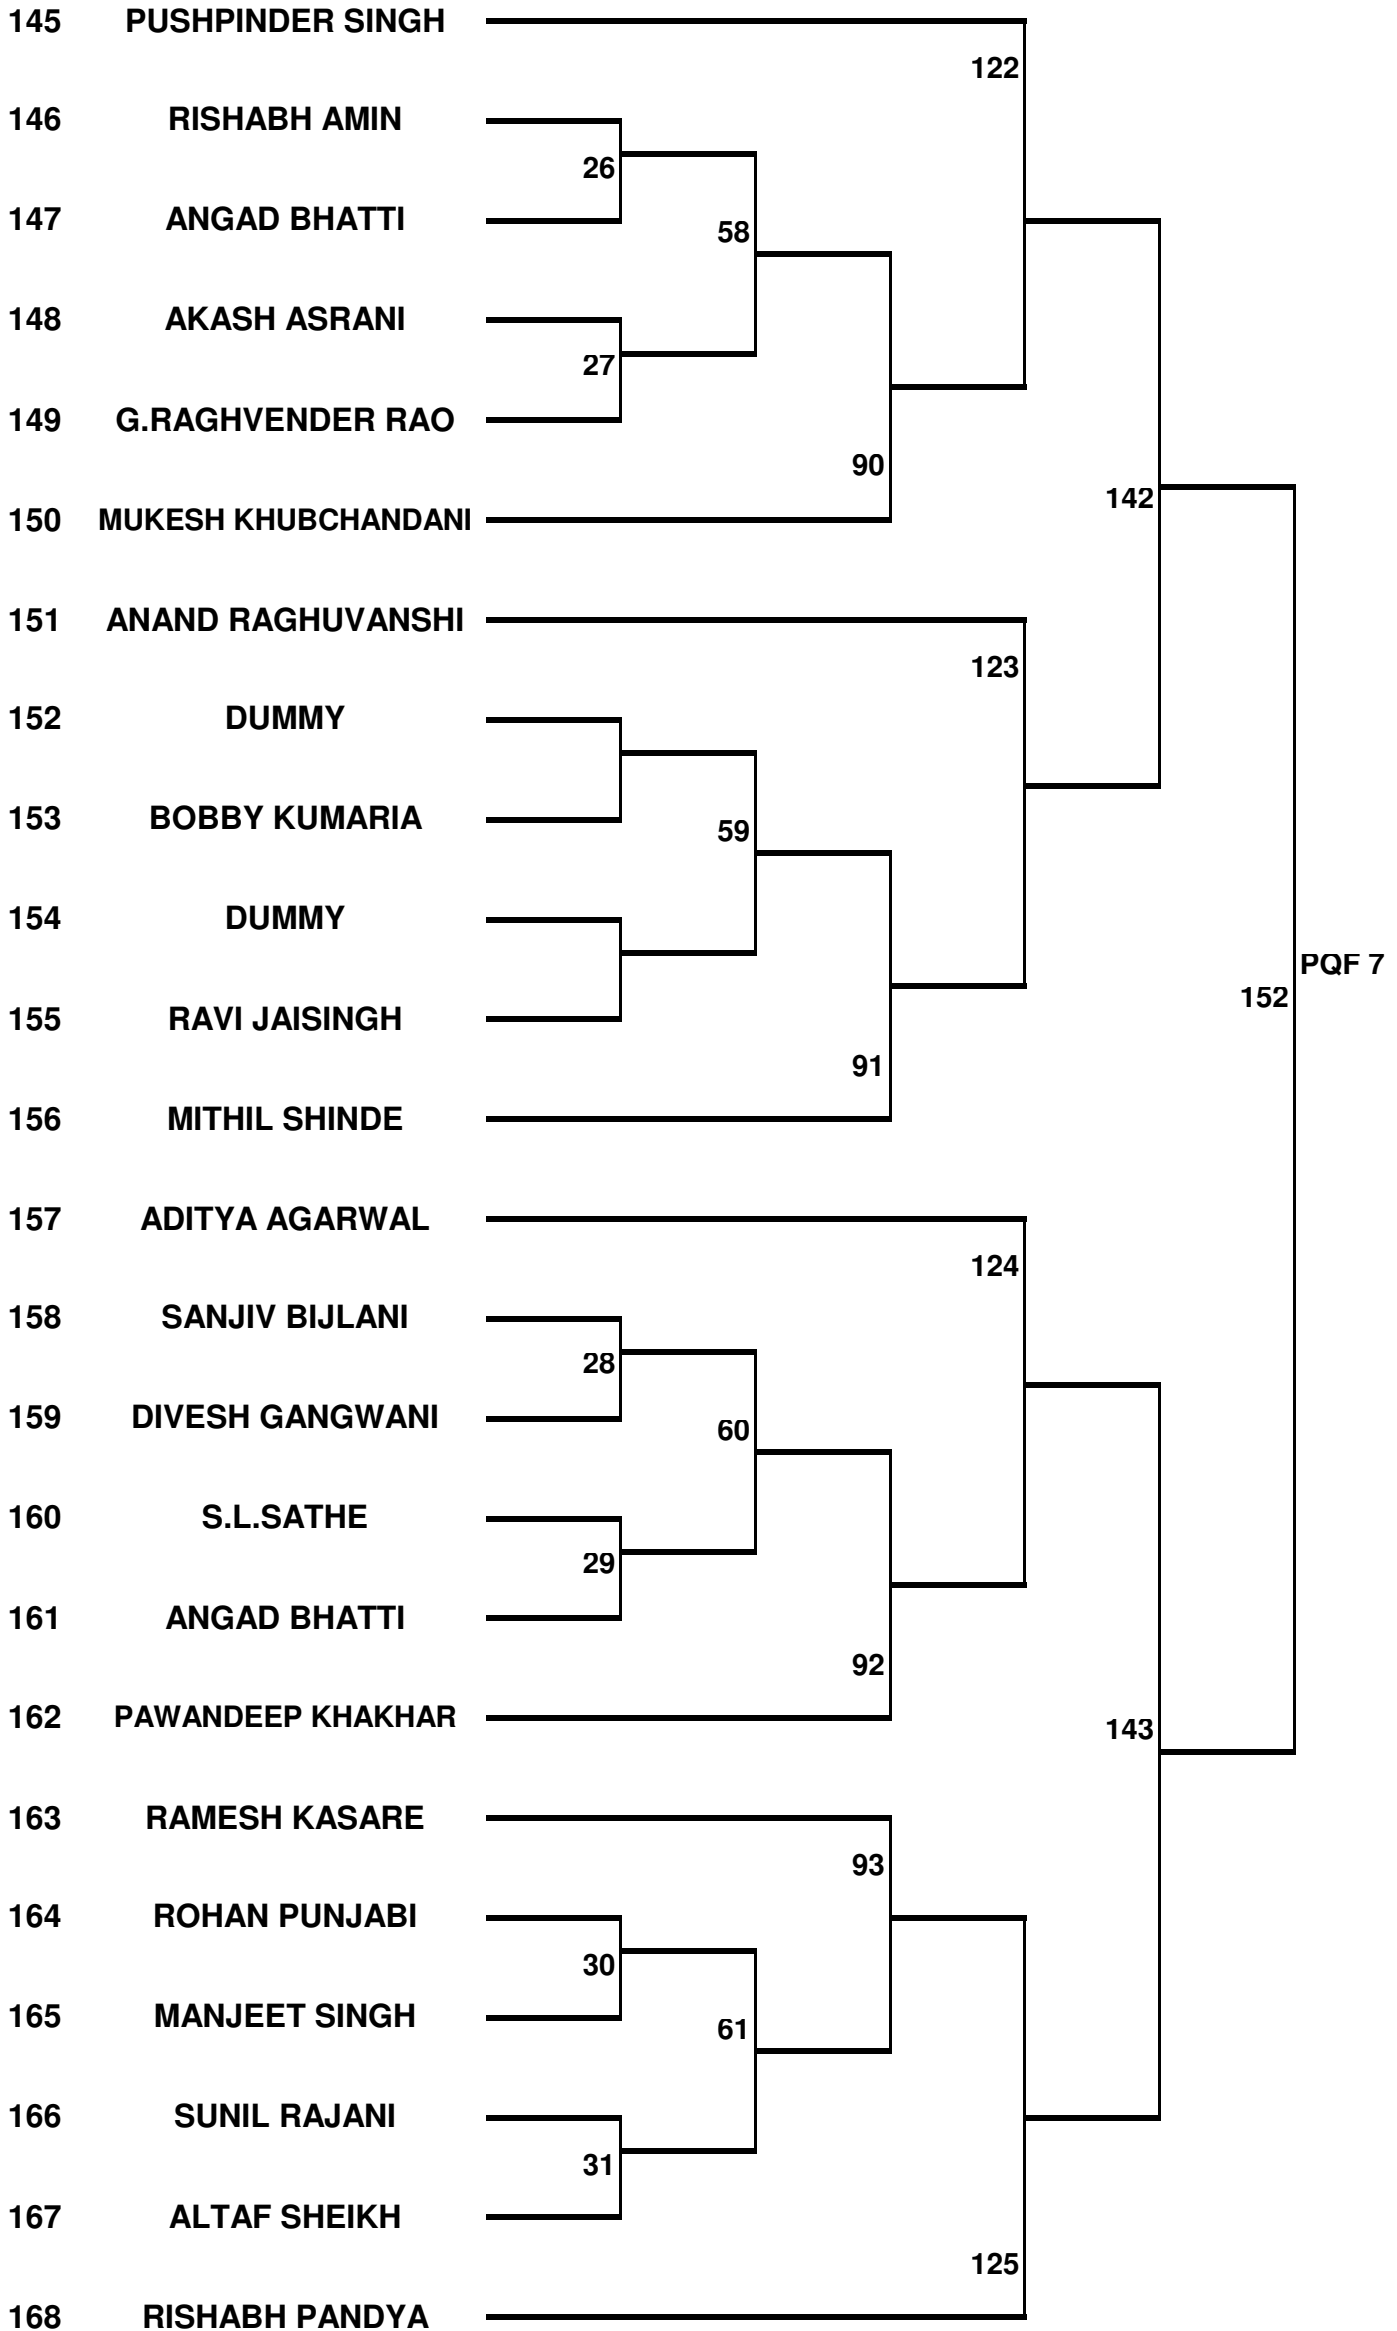 145 PUSHPINDER SINGH
122
146 RISHABH AMIN
26
147 ANGAD BHATTI
58
148 AKASH ASRANI
27
149 G.RAGHVENDER RAO
90
142
150 MUKESH KHUBCHANDANI
151 ANAND RAGHUVANSHI
123
152 DUMMY
153 BOBBY KUMARIA
59
154 DUMMY
PQF 7
152
155 RAVI JAISINGH
91
156 MITHIL SHINDE
157 ADITYA AGARWAL
124
158 SANJIV BIJLANI
28
159 DIVESH GANGWANI
60
160 S.L.SATHE
29
161 ANGAD BHATTI
92
162 PAWANDEEP KHAKHAR
143
163 RAMESH KASARE
93
164 ROHAN PUNJABI
30
165 MANJEET SINGH
61
166 SUNIL RAJANI
31
167 ALTAF SHEIKH
125
168 RISHABH PANDYA